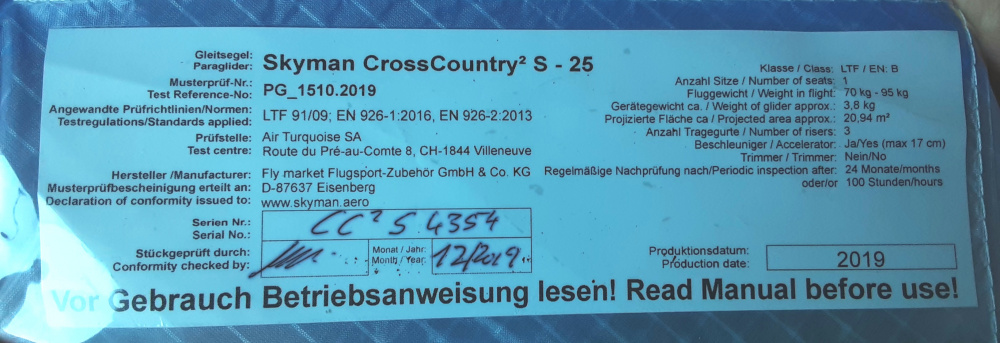 Gleitsegel:
Paraglider: Skyman CrossCountry² S - 25
Musterprüf-Nr.:
Test Reference-No: PG_1510.2019
Angewandte Prüfrichtlinien/Normen:
Testregulations/Standards applied: LTF 91/09; EN 926-1:2016, EN 926-2:2013
Prüfstelle: Air Turquoise SA
Test centre: Route du Pré-au-Comte 8, CH-1844 Villeneuve
Hersteller /Manufacturer: Fly market Flugsport-Zubehör GmbH & Co. KG
Musterprüfbescheinigung erteilt an: D-87637 Eisenberg
Declaration of conformity issued to: www.skyman.aero
Serien Nr.:
Serial No.: CC² S 4354
Stückgeprüft durch:
Conformity checked by:
Monat / Jahr:
Month / Year: 12/2019
Klasse / Class: LTF / EN: B
Anzahl Sitze / Number of seats: 1
Fluggewicht / Weight in flight: 70 kg - 95 kg
Gerätegewicht ca. / Weight of glider approx.: 3,8 kg
Projizierte Fläche ca / Projected area approx.: 20,94 m²
Anzahl Tragegurte / Number of risers: 3
Beschleuniger / Accelerator: Ja/Yes (max 17 cm)
Trimmer / Trimmer: Nein/No
Regelmäßige Nachprüfung nach/Periodic inspection after: 24 Monate/months
oder/or 100 Stunden/hours
Produktionsdatum:
Production date: 2019
Vor Gebrauch Betriebsanweisung lesen! Read Manual before use!